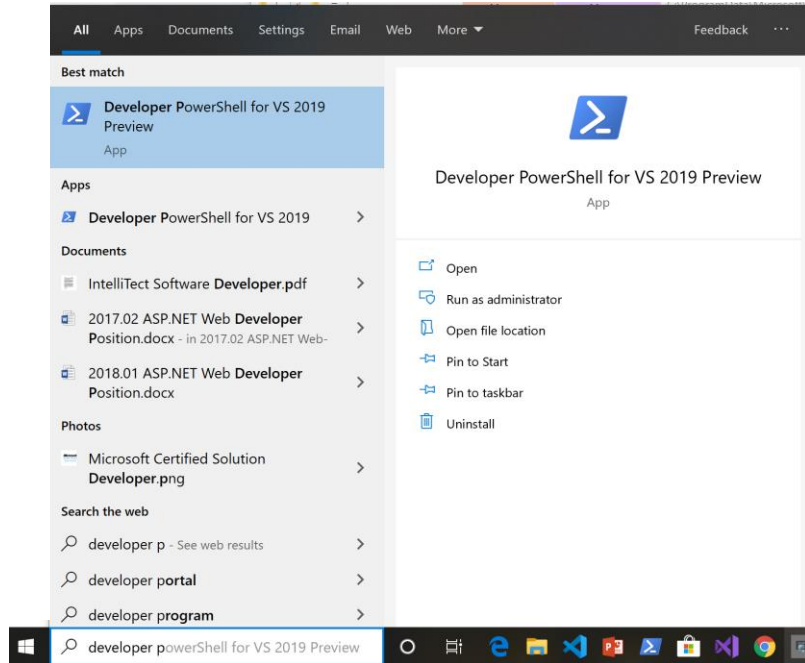 All Apps Documents Settings Email Web More Feedback ...
Best match
Developer PowerShell for VS 2019
Preview
App
Apps
Developer PowerShell for VS 2019
Documents
IntelliTect Software Developer.pdf
2017.02 ASP.NET Web Developer
Position.docx - in 2017.02 ASP.NET Web-
2018.01 ASP.NET Web Developer
Position.docx
Photos
Microsoft Certified Solution
Developer.png
Search the web
developer p - See web results
developer portal
developer program
developer powerShell for VS 2019 Preview
Developer PowerShell for VS 2019 Preview
App
Open
Run as administrator
Open file location
Pin to Start
Pin to taskbar
Uninstall